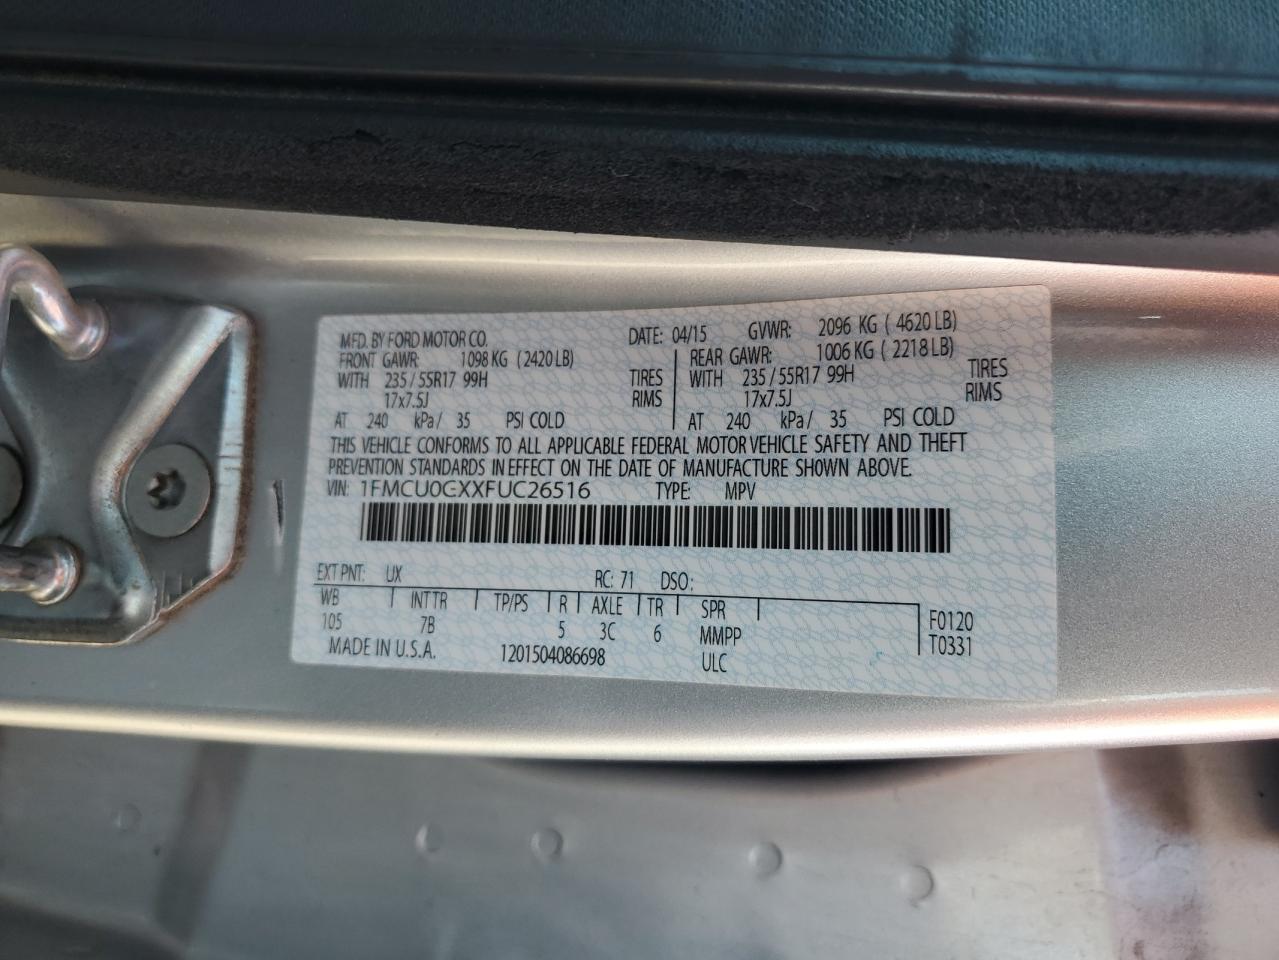 MFD. BY FORD MOTOR CO. DATE: 04/15 GVWR: 2096 KG ( 4620 LB)
FRONT GAWR: 1098 KG ( 2420 LB) REAR GAWR: 1006 KG ( 2218 LB)
WITH 235 / 55R17 99H TIRES WITH 235 / 55R17 99H TIRES
17x7.5J RIMS 17x7.5J RIMS
AT 240 kPa/ 35 PSI COLD AT 240 kPa/ 35 PSI COLD
THIS VEHICLE CONFORMS TO ALL APPLICABLE FEDERAL MOTOR VEHICLE SAFETY AND THEFT
PREVENTION STANDARDS IN EFFECT ON THE DATE OF MANUFACTURE SHOWN ABOVE.
VIN: 1FMCU0GXXFUC26516 TYPE: MPV
EXT PNT: UX RC: 71 DSO:
WB INT TR TP/PS R AXLE TR SPR F0120
105 7B 5 3C 6 MMPP T0331
MADE IN U.S.A. 1201504086698 ULC